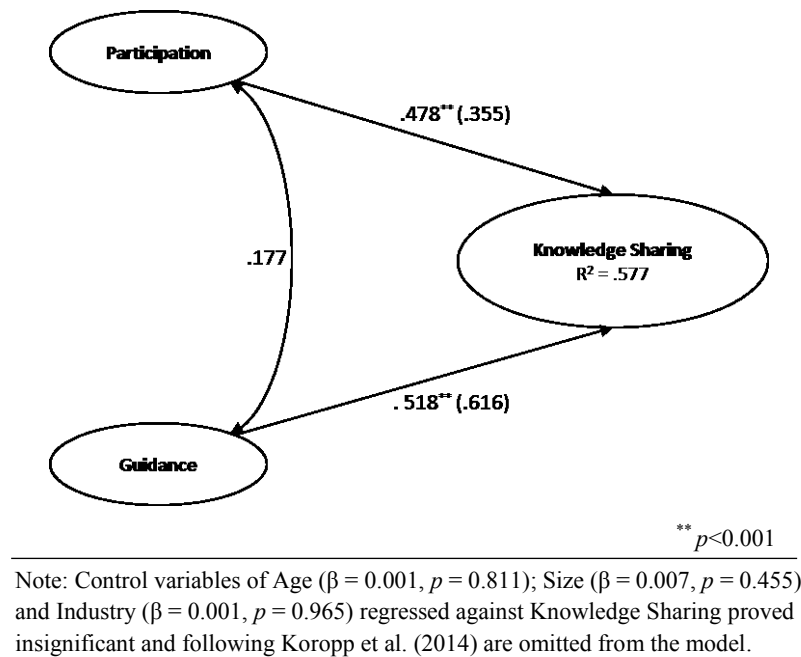 Participation
.478** (.355)
Knowledge Sharing
R² = .577
.177
. 518** (.616)
Guidance
** p<0.001
Note: Control variables of Age (β = 0.001, p = 0.811); Size (β = 0.007, p = 0.455)
and Industry (β = 0.001, p = 0.965) regressed against Knowledge Sharing proved
insignificant and following Koropp et al. (2014) are omitted from the model.